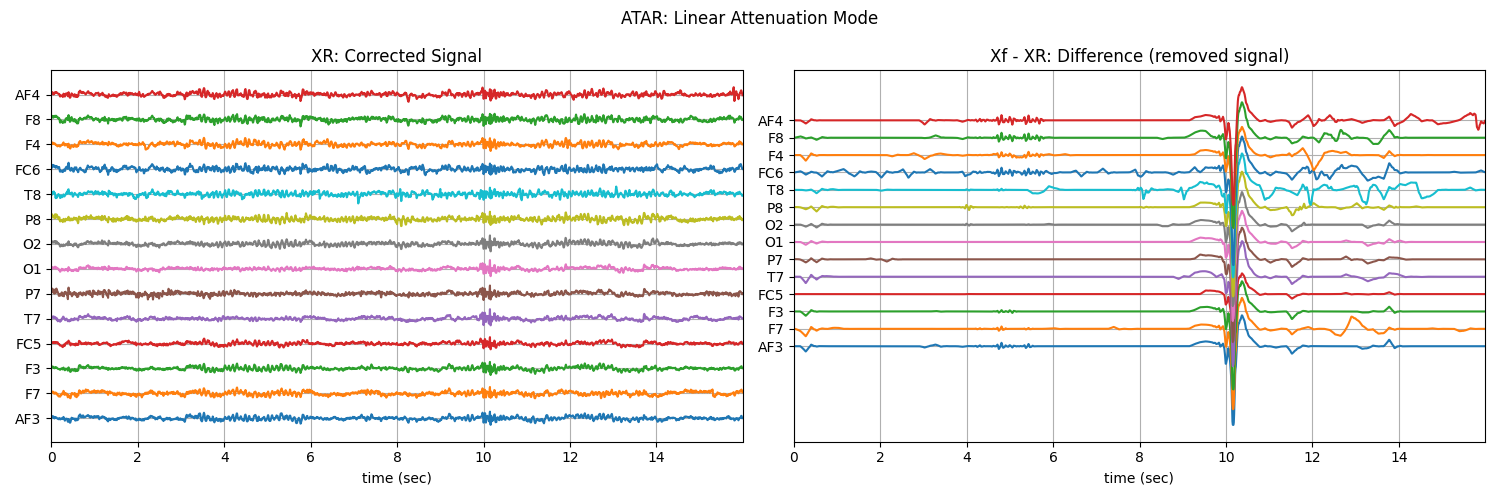 ATAR: Linear Attenuation Mode
XR: Corrected Signal
AF4
F8
F4
FC6
T8
P8
O2
O1
P7
T7
FC5
F3
F7
AF3
0 2 4 6 8 10 12 14
time (sec)
Xf - XR: Difference (removed signal)
AF4
F8
F4
FC6
T8
P8
O2
O1
P7
T7
FC5
F3
F7
AF3
0 2 4 6 8 10 12 14
time (sec)